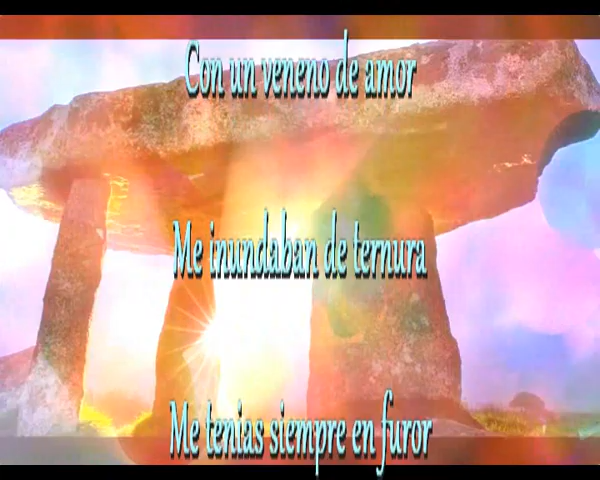 Con un veneno de amor
Me inundaban de ternura
Me tenias siempre en furor